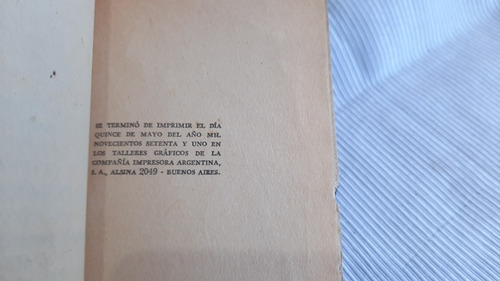 SE TERMINÓ DE IMPRIMIR EL DÍA
QUINCE DE MAYO DEL AÑO MIL
NOVECIENTOS SETENTA Y UNO EN
LOS TALLERES GRÁFICOS DE LA
COMPAÑÍA IMPRESORA ARGENTINA,
S. A., ALSINA 2049 - BUENOS AIRES.